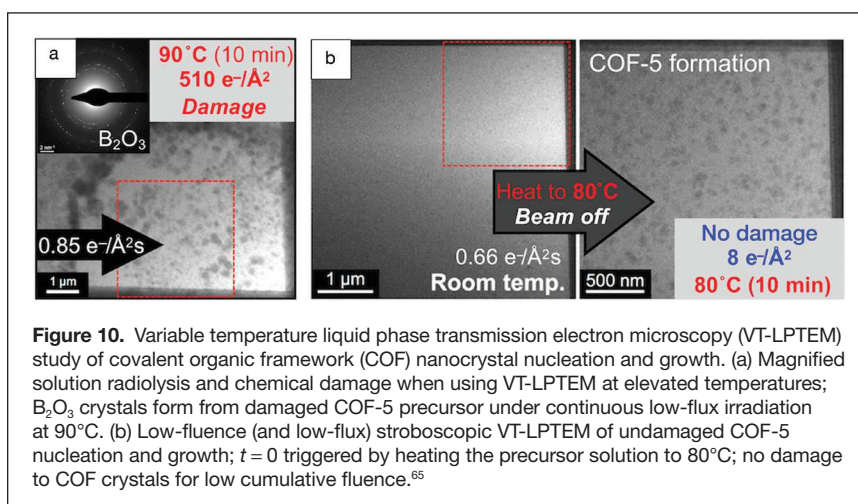 a
90°C (10 min)
510 e⁻/Å²
Damage
B₂O₃
2 nm⁻¹
0.85 e⁻/Å²s
1 µm
b
Heat to 80°C
Beam off
0.66 e⁻/Å²s
Room temp.
1 µm
COF-5 formation
No damage
8 e⁻/Å²
80°C (10 min)
500 nm
Figure 10. Variable temperature liquid phase transmission electron microscopy (VT-LPTEM)
study of covalent organic framework (COF) nanocrystal nucleation and growth. (a) Magnified
solution radiolysis and chemical damage when using VT-LPTEM at elevated temperatures;
B₂O₃ crystals form from damaged COF-5 precursor under continuous low-flux irradiation
at 90°C. (b) Low-fluence (and low-flux) stroboscopic VT-LPTEM of undamaged COF-5
nucleation and growth; t = 0 triggered by heating the precursor solution to 80°C; no damage
to COF crystals for low cumulative fluence.⁶⁵